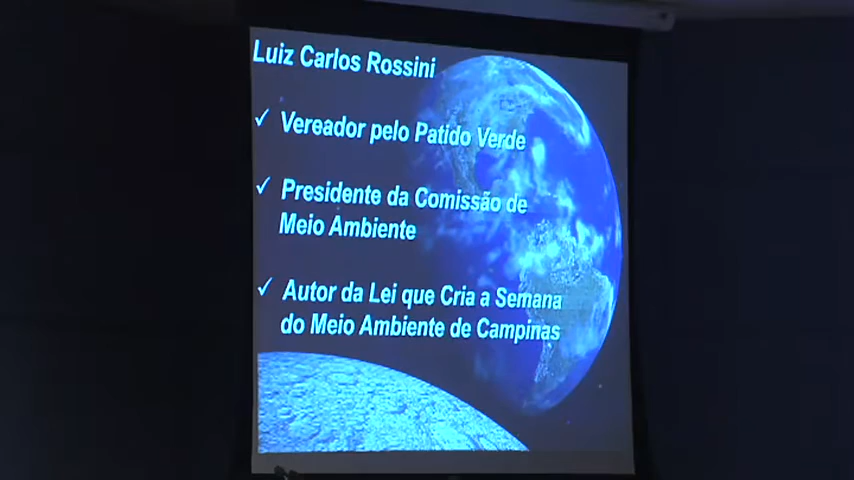 Luiz Carlos Rossini
✓ Vereador pelo Patido Verde
✓ Presidente da Comissão de
Meio Ambiente
✓ Autor da Lei que Cria a Semana
do Meio Ambiente de Campinas